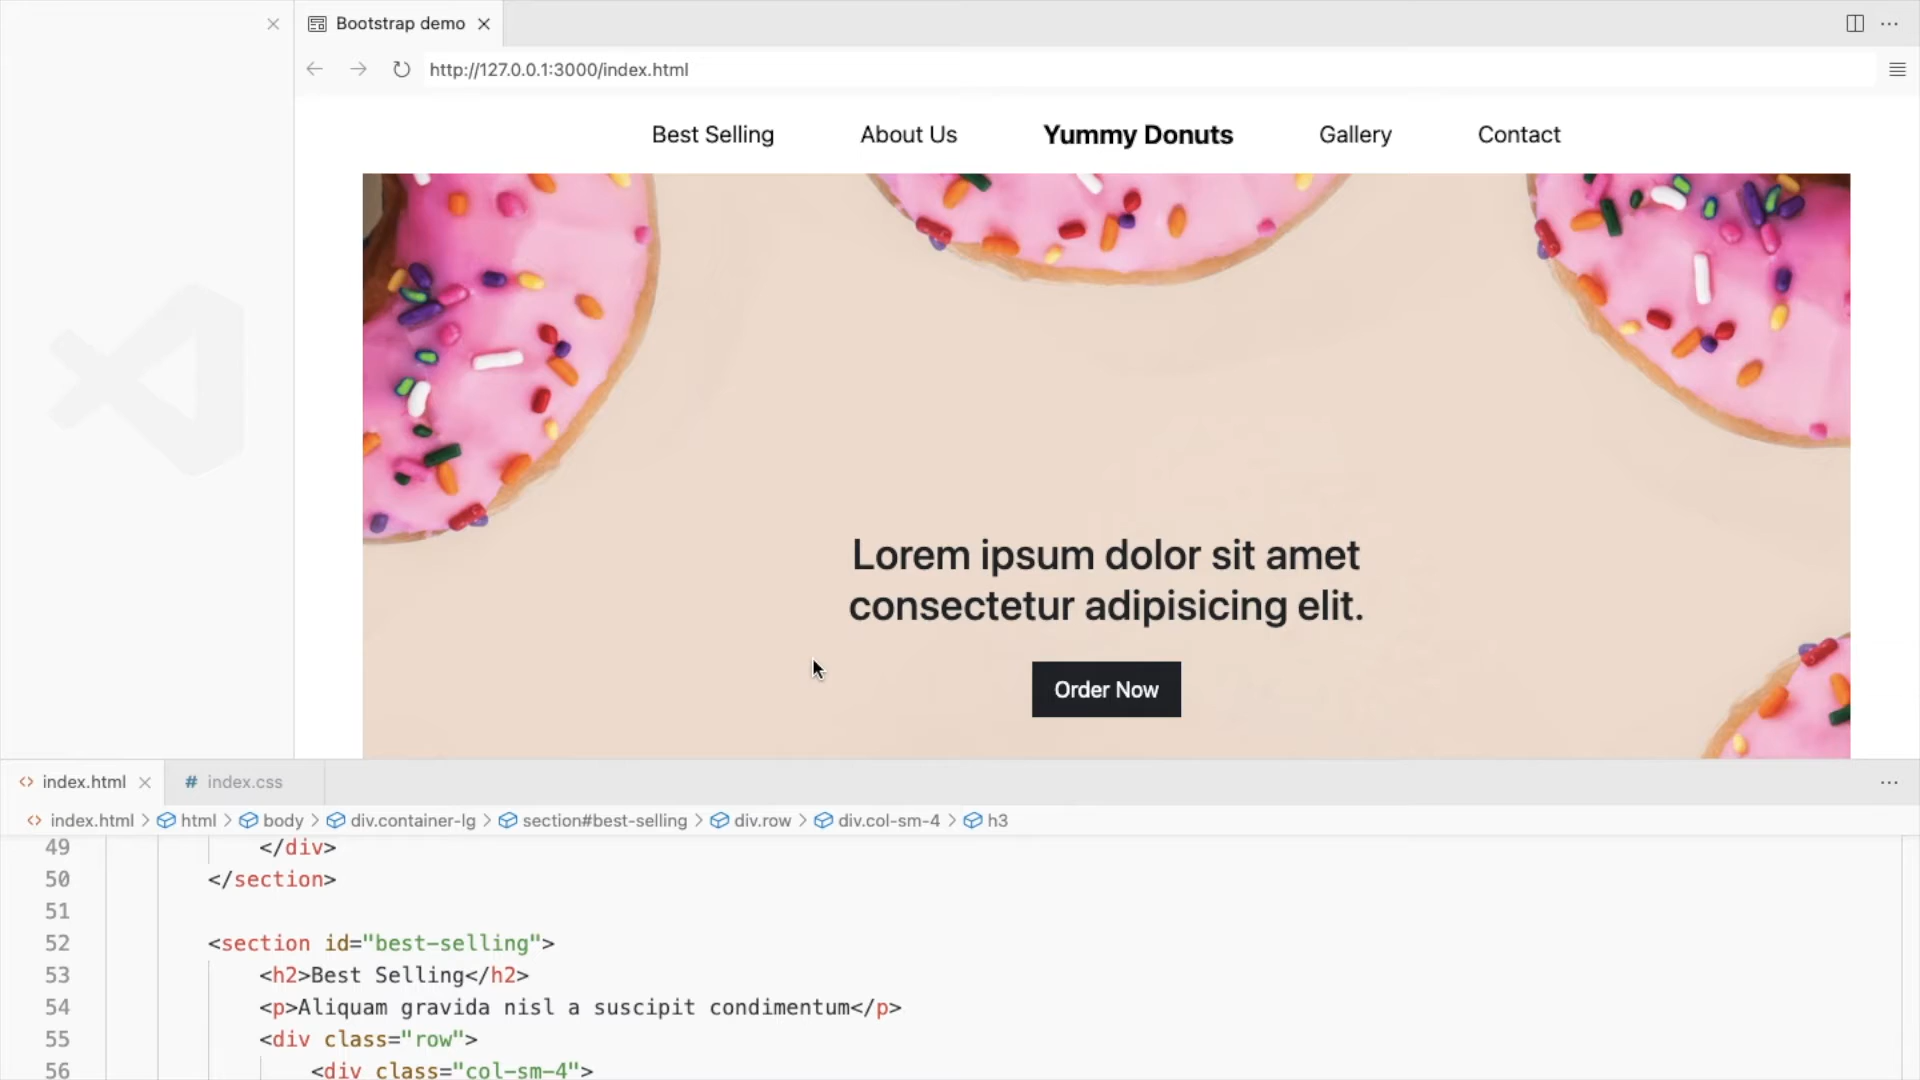 Bootstrap demo
http://127.0.0.1:3000/index.html
Best Selling About Us Yummy Donuts Gallery Contact
Lorem ipsum dolor sit amet
consectetur adipisicing elit.
Order Now
index.html # index.css
index.html > html > body > div.container-lg > section#best-selling > div.row > div.col-sm-4 > h3
49 </div>
50 </section>
51
52 <section id="best-selling">
53 <h2>Best Selling</h2>
54 <p>Aliquam gravida nisl a suscipit condimentum</p>
55 <div class="row">
56 <div class="col-sm-4">